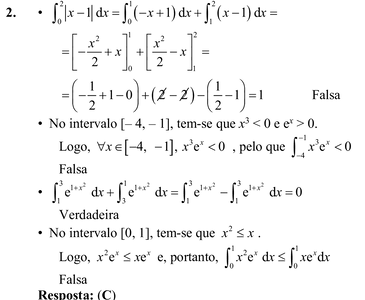 2. • ∫₀²|x − 1| dx = ∫₀¹(−x + 1) dx + ∫₁²(x − 1) dx =
= [−x²/2 + x]₀¹ + [x²/2 − x]₁² =
= (−1/2 + 1 − 0) + (2 − 2) − (1/2 − 1) = 1 Falsa
• No intervalo [− 4, − 1], tem-se que x³ < 0 e eˣ > 0.
Logo, ∀x ∈ [−4, −1], x³eˣ < 0 , pelo que ∫₋₄⁻¹ x³eˣ < 0
Falsa
• ∫₁³ e^(1+x²) dx + ∫₃¹ e^(1+x²) dx = ∫₁³ e^(1+x²) − ∫₁³ e^(1+x²) dx = 0
Verdadeira
• No intervalo [0, 1], tem-se que x² ≤ x .
Logo, x²eˣ ≤ xeˣ e, portanto, ∫₀¹ x²eˣ dx ≤ ∫₀¹ xeˣdx
Falsa
Resposta: (C)